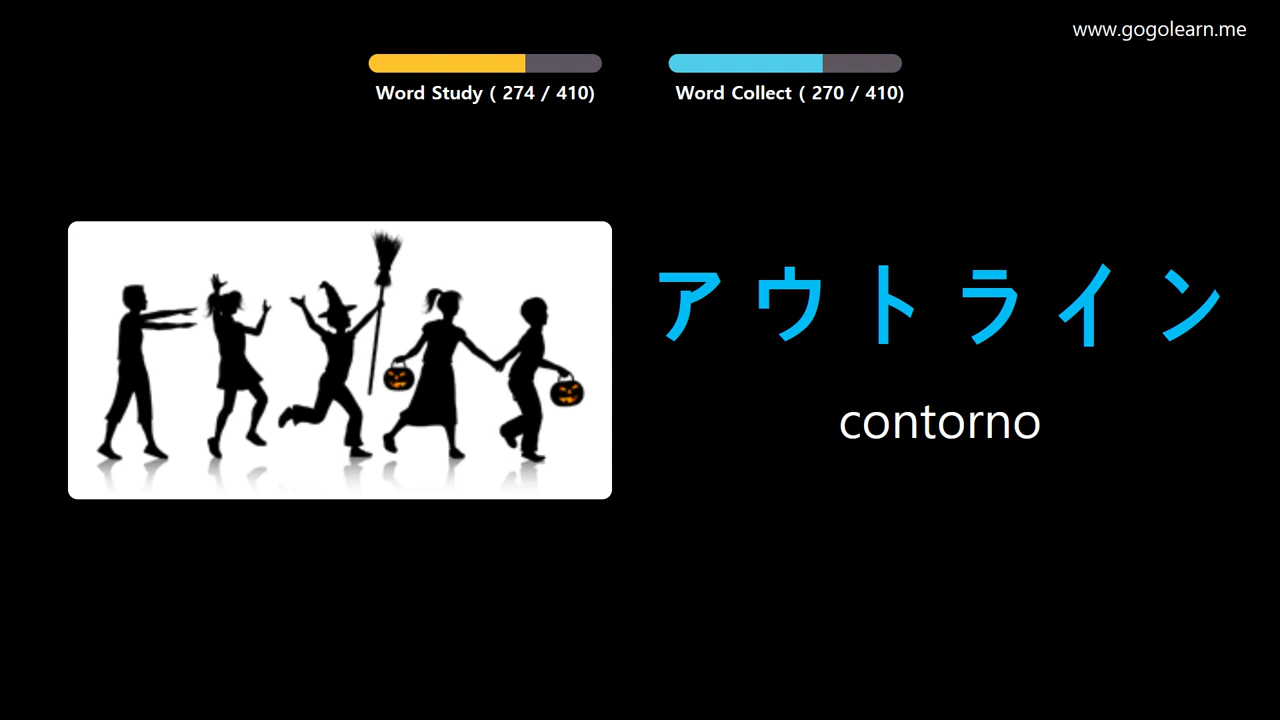 www.gogolearn.me
Word Study ( 274 / 410)
Word Collect ( 270 / 410)
アウトライン
contorno